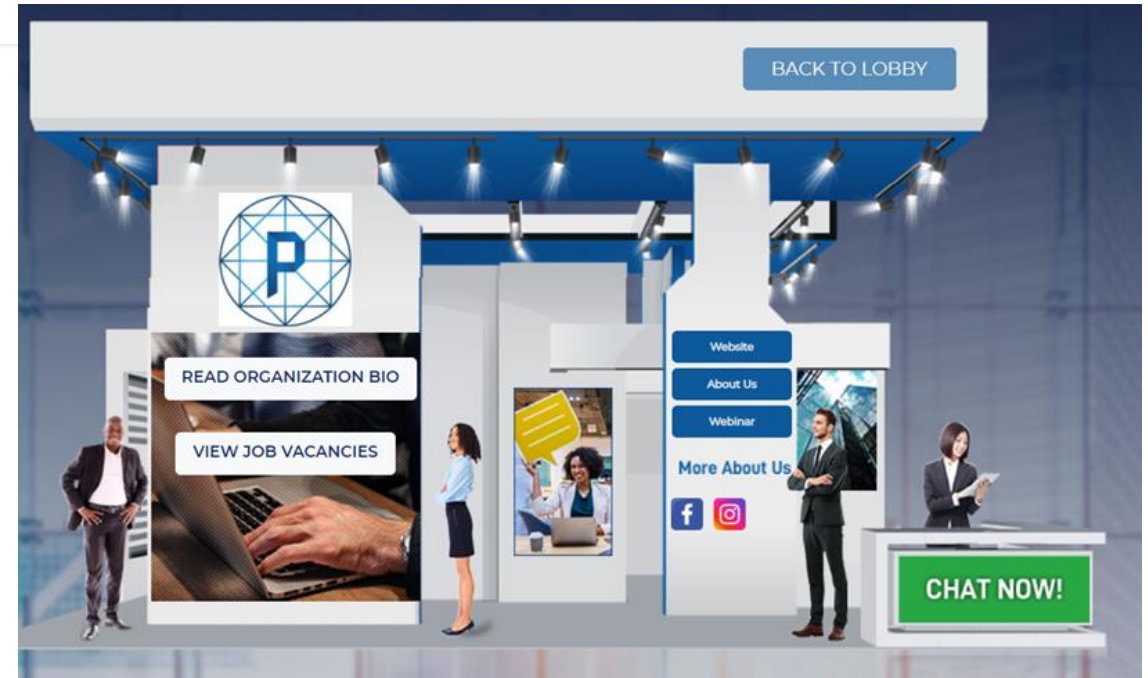 BACK TO LOBBY
P
READ ORGANIZATION BIO
VIEW JOB VACANCIES
Website
About Us
Webinar
More About Us
f
CHAT NOW!